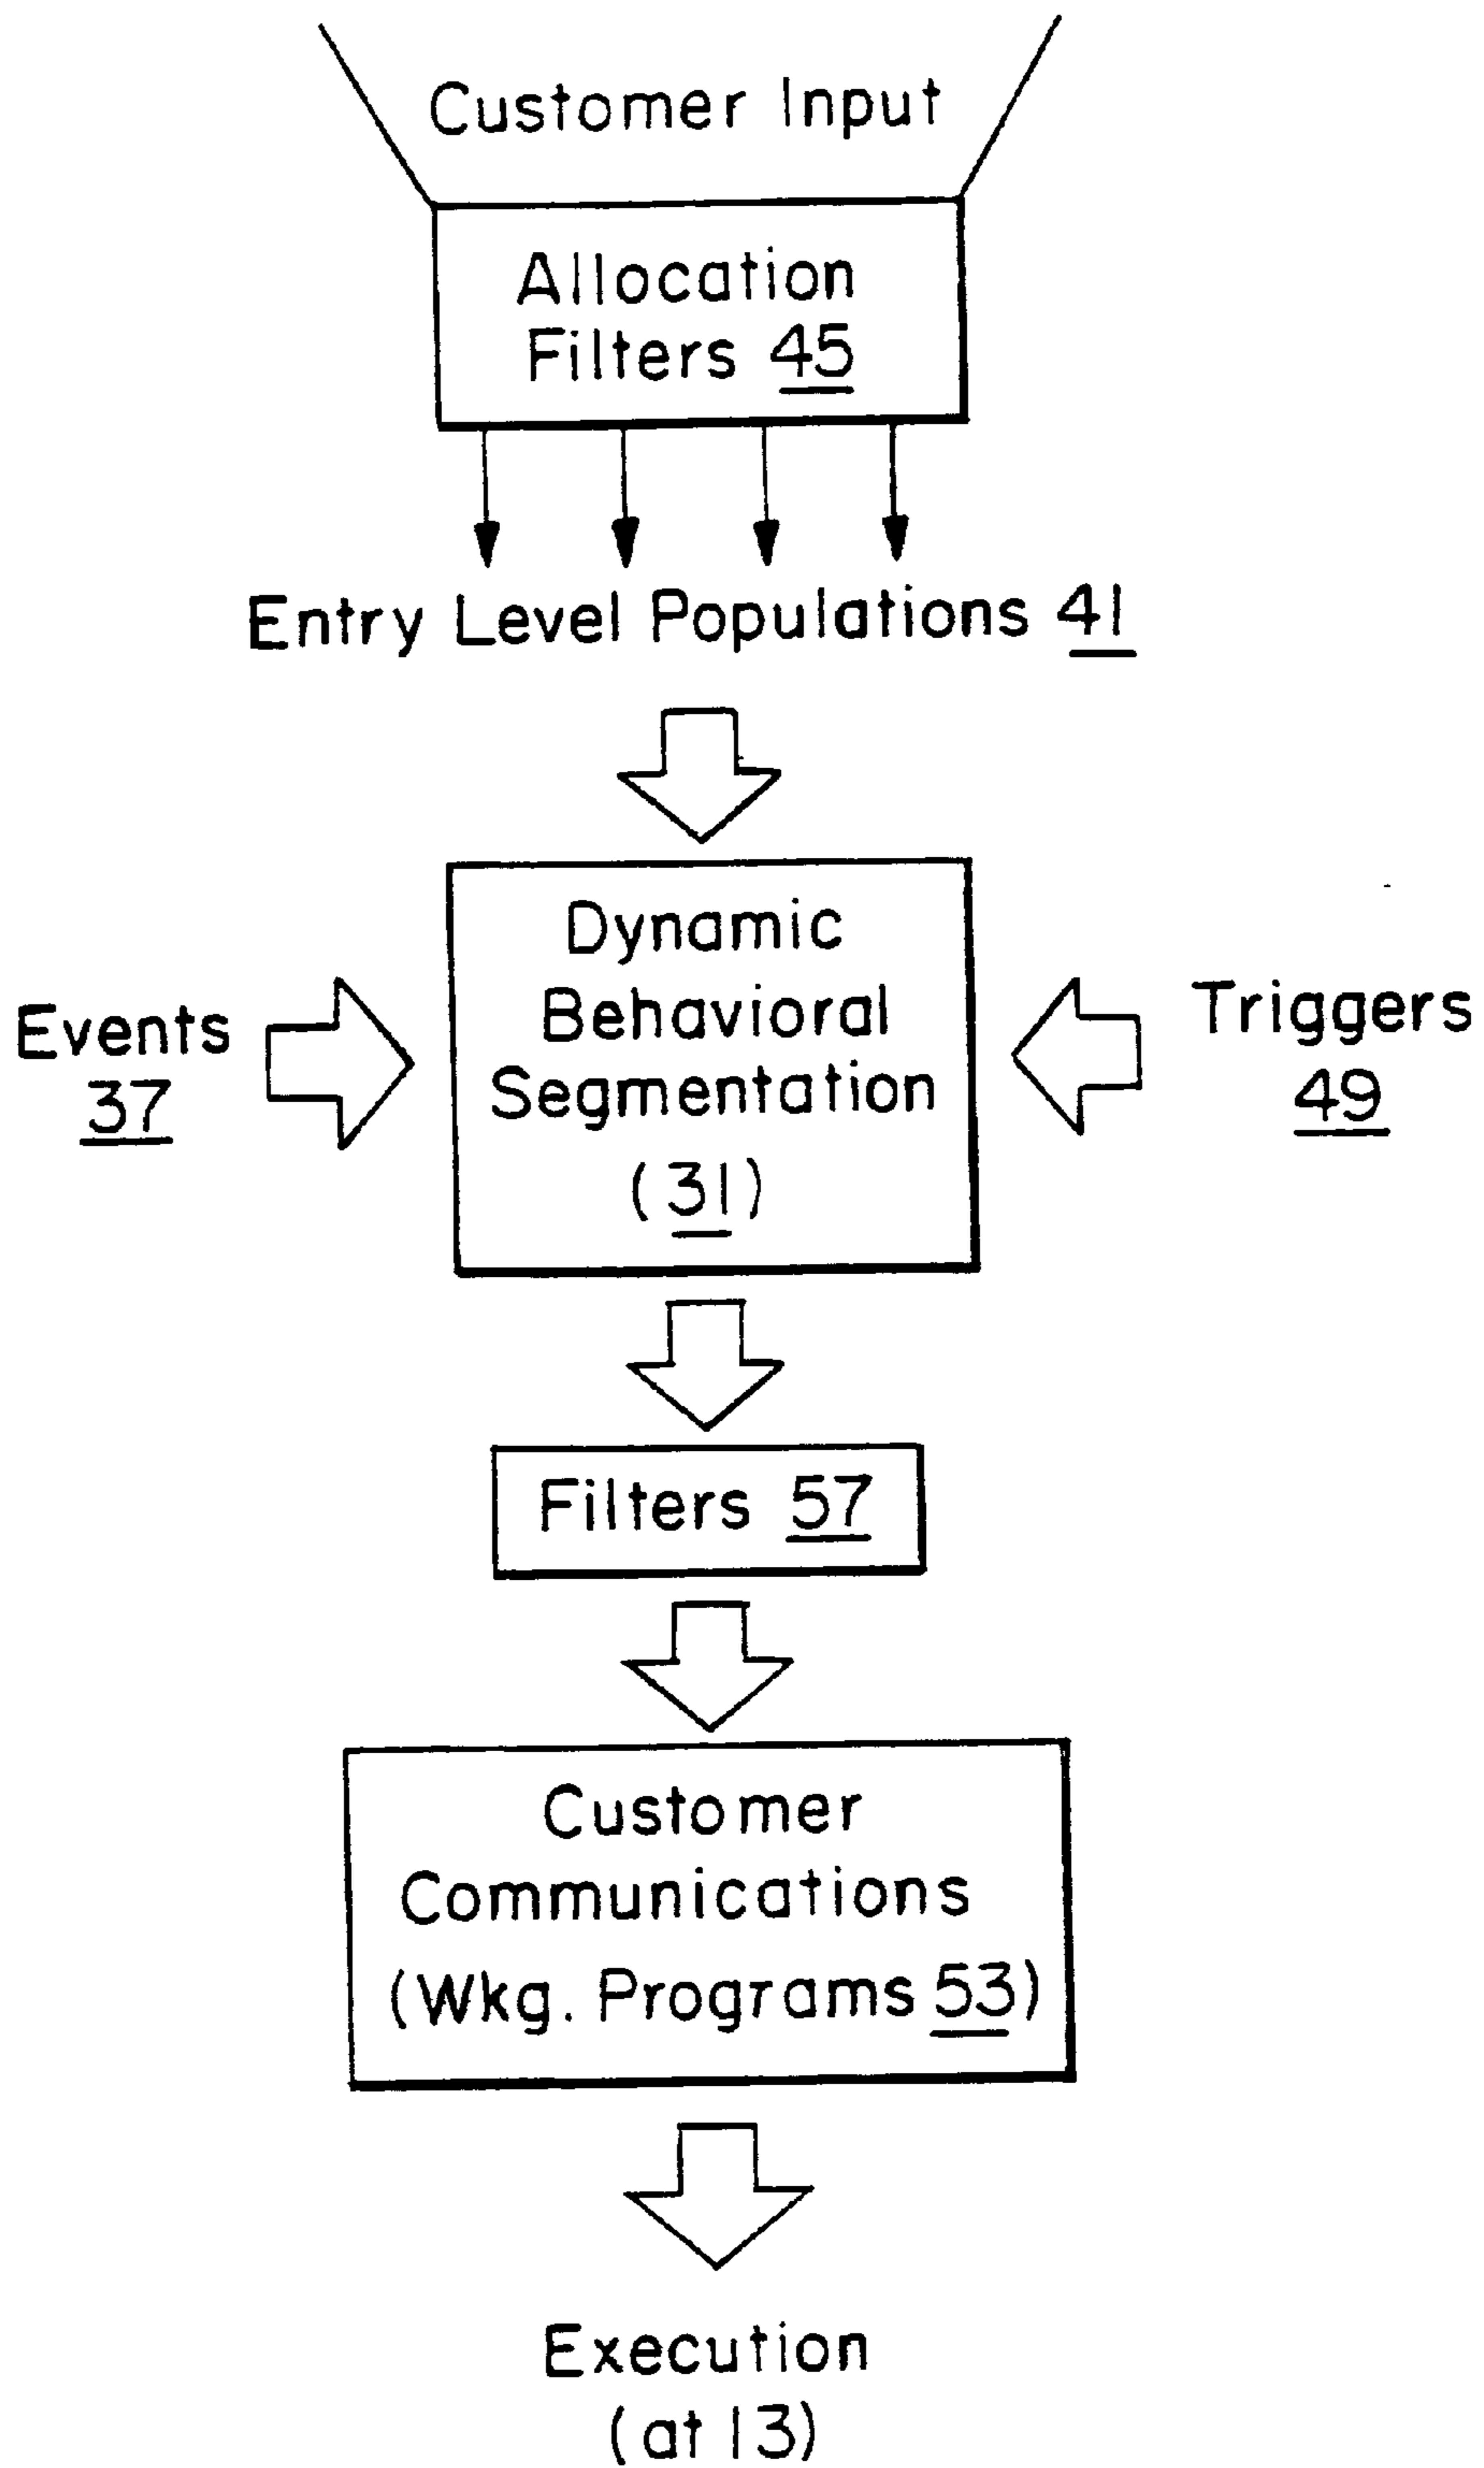 Customer Input
Allocation
Filters 45
Entry Level Populations 41
Dynamic
Behavioral
Segmentation
(31)
Events
37
Triggers
49
Filters 57
Customer
Communications
(Wkg. Programs 53)
Execution
(at 13)